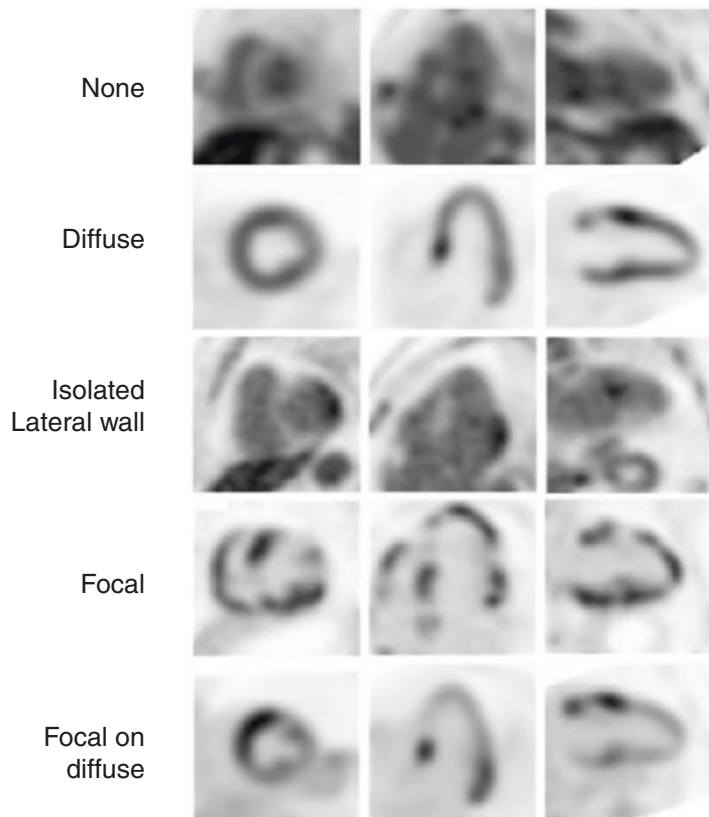 None
Diffuse
Isolated
Lateral wall
Focal
Focal on
diffuse